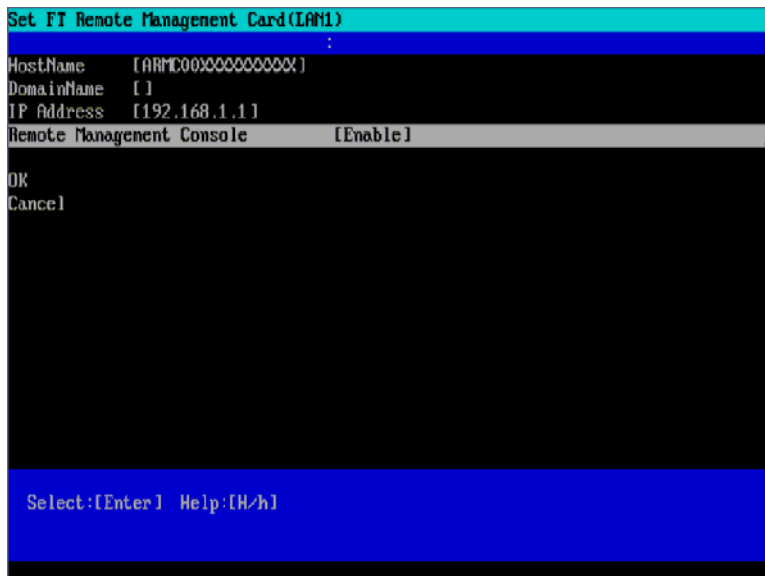 Set FT Remote Management Card(LAN1)
:
HostName [ARMC00XXXXXXXXXX]
DomainName []
IP Address [192.168.1.1]
Remote Management Console [Enable]
OK
Cancel
Select:[Enter] Help:[H/h]